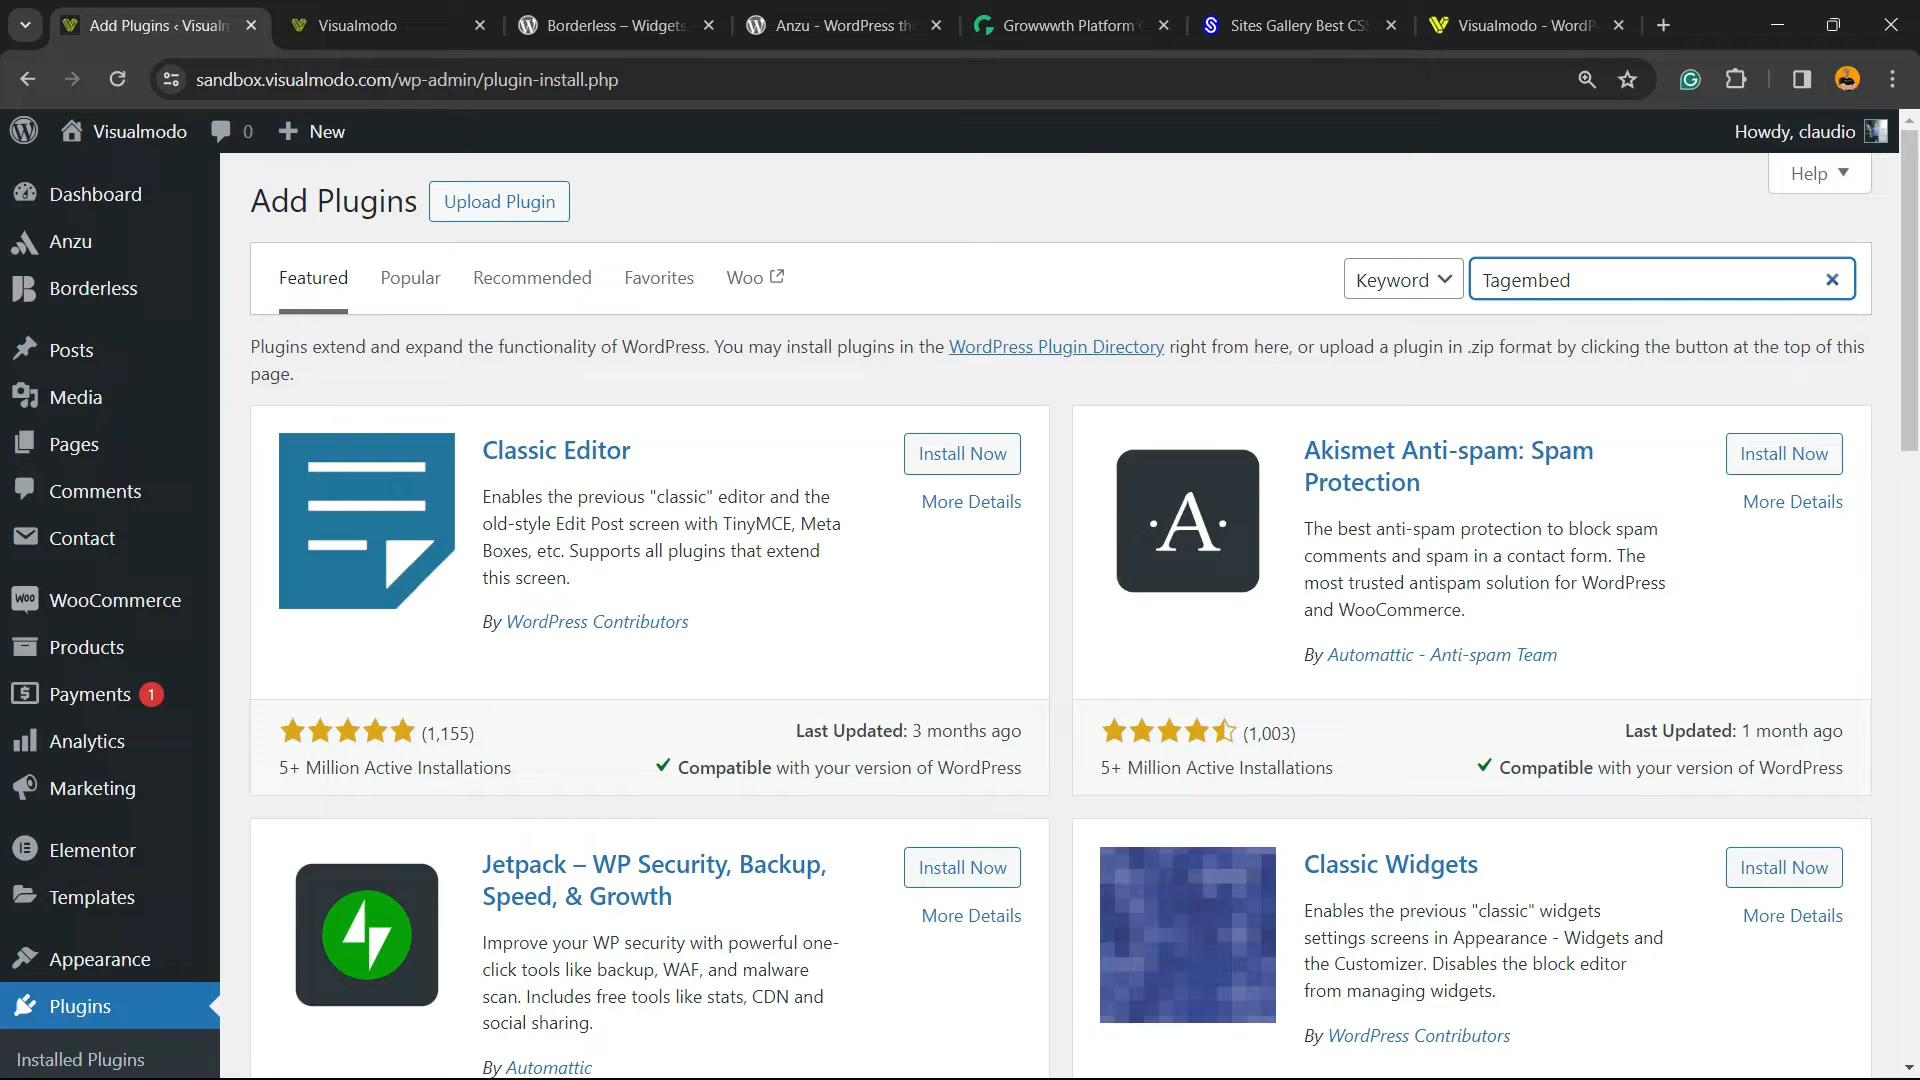 Add Plugins ‹ Visualm
Visualmodo
Borderless – Widgets,
Anzu - WordPress th
Growwwth Platform
Sites Gallery Best CSS
Visualmodo - WordP
sandbox.visualmodo.com/wp-admin/plugin-install.php
Visualmodo
0
New
Howdy, claudio
Dashboard
Anzu
Borderless
Posts
Media
Pages
Comments
Contact
WooCommerce
Products
Payments 1
Analytics
Marketing
Elementor
Templates
Appearance
Plugins
Installed Plugins
Help
Add Plugins
Upload Plugin
Featured
Popular
Recommended
Favorites
Woo
Keyword
Tagembed
Plugins extend and expand the functionality of WordPress. You may install plugins in the WordPress Plugin Directory right from here, or upload a plugin in .zip format by clicking the button at the top of this
page.
Classic Editor
Install Now
More Details
Enables the previous "classic" editor and the
old-style Edit Post screen with TinyMCE, Meta
Boxes, etc. Supports all plugins that extend
this screen.
By WordPress Contributors
(1,155)
Last Updated: 3 months ago
5+ Million Active Installations
Compatible with your version of WordPress
·A·
Akismet Anti-spam: Spam
Protection
Install Now
More Details
The best anti-spam protection to block spam
comments and spam in a contact form. The
most trusted antispam solution for WordPress
and WooCommerce.
By Automattic - Anti-spam Team
(1,003)
Last Updated: 1 month ago
5+ Million Active Installations
Compatible with your version of WordPress
Jetpack – WP Security, Backup,
Speed, & Growth
Install Now
More Details
Improve your WP security with powerful one-
click tools like backup, WAF, and malware
scan. Includes free tools like stats, CDN and
social sharing.
By Automattic
Classic Widgets
Install Now
More Details
Enables the previous "classic" widgets
settings screens in Appearance - Widgets and
the Customizer. Disables the block editor
from managing widgets.
By WordPress Contributors